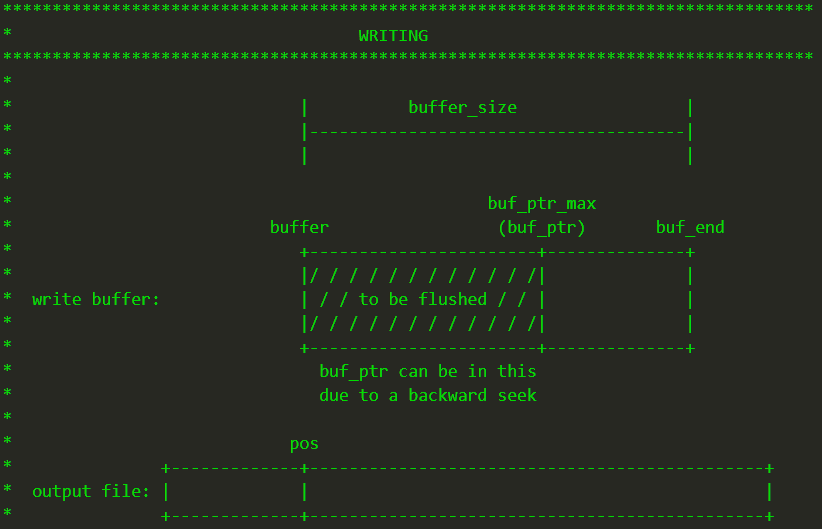 **********************************************************************************
*                                   WRITING
**********************************************************************************
*
*                             |          buffer_size                 |
*                             |--------------------------------------|
*                             |                                      |
*
*                                                buf_ptr_max
*                          buffer                 (buf_ptr)       buf_end
*                             +-----------------------+--------------+
*                             |/ / / / / / / / / / / /|              |
*  write buffer:              | / / to be flushed / / |              |
*                             |/ / / / / / / / / / / /|              |
*                             +-----------------------+--------------+
*                               buf_ptr can be in this
*                               due to a backward seek
*
*                            pos
*               +-------------+----------------------------------------------+
*  output file: |             |                                              |
*               +-------------+----------------------------------------------+